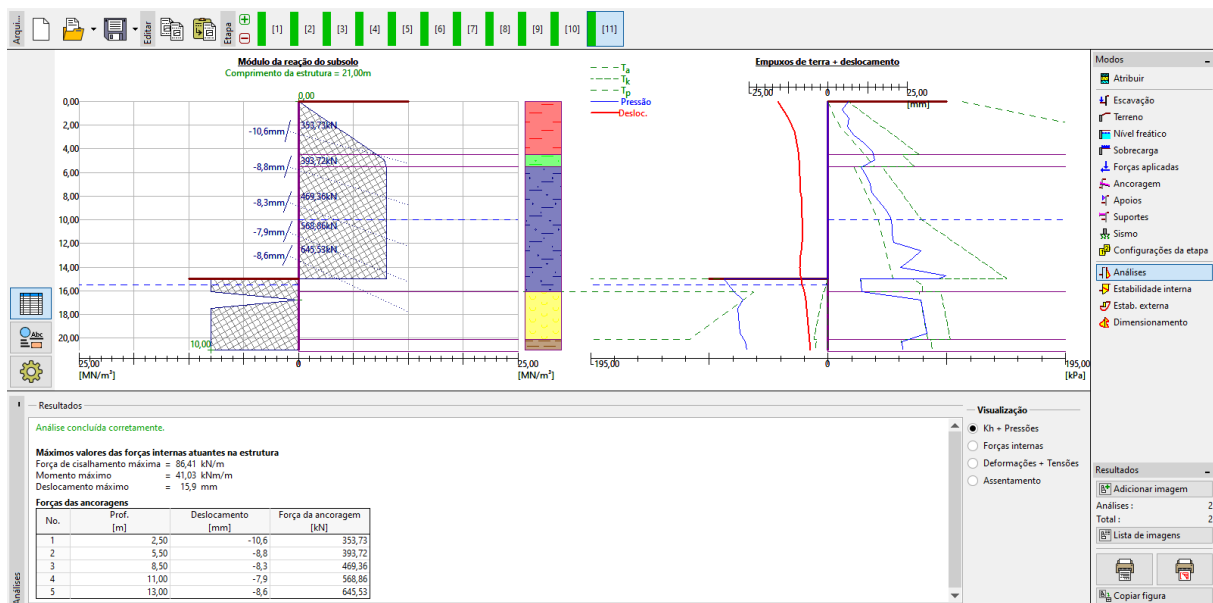 Arqui...
Editar
Etapa
[1] [2] [3] [4] [5] [6] [7] [8] [9] [10] [11]
Módulo da reação do subsolo
Comprimento da estrutura = 21,00m
0,00
0,00
2,00
4,00
6,00
8,00
10,00
12,00
14,00
16,00
18,00
20,00
-10,6mm
353,73kN
-8,8mm
393,72kN
-8,3mm
469,36kN
-7,9mm
568,86kN
-8,6mm
645,53kN
10,00
25,00 0 25,00
[MN/m³] [MN/m³]
Empuxos de terra + deslocamento
Ta
Tk
Tp
Pressão
Desloc.
-25,00 25,00
[mm]
-195,00 0 195,00
[kPa]
Modos
Atribuir
Escavação
Terreno
Nível freático
Sobrecarga
Forças aplicadas
Ancoragem
Apoios
Suportes
Sismo
Configurações da etapa
Análises
Estabilidade interna
Estab. externa
Dimensionamento
Abc
Análises
Resultados
Análise concluída corretamente.
Máximos valores das forças internas atuantes na estrutura
Força de cisalhamento máxima = 86,41 kN/m
Momento máximo = 41,03 kNm/m
Deslocamento máximo = 15,9 mm
Forças das ancoragens
No. Prof. Deslocamento Força da ancoragem
[m] [mm] [kN]
1 2,50 -10,6 353,73
2 5,50 -8,8 393,72
3 8,50 -8,3 469,36
4 11,00 -7,9 568,86
5 13,00 -8,6 645,53
Visualização
Kh + Pressões
Forças internas
Deformações + Tensões
Assentamento
Resultados
Adicionar imagem
Análises : 2
Total : 2
Lista de imagens
Copiar figura